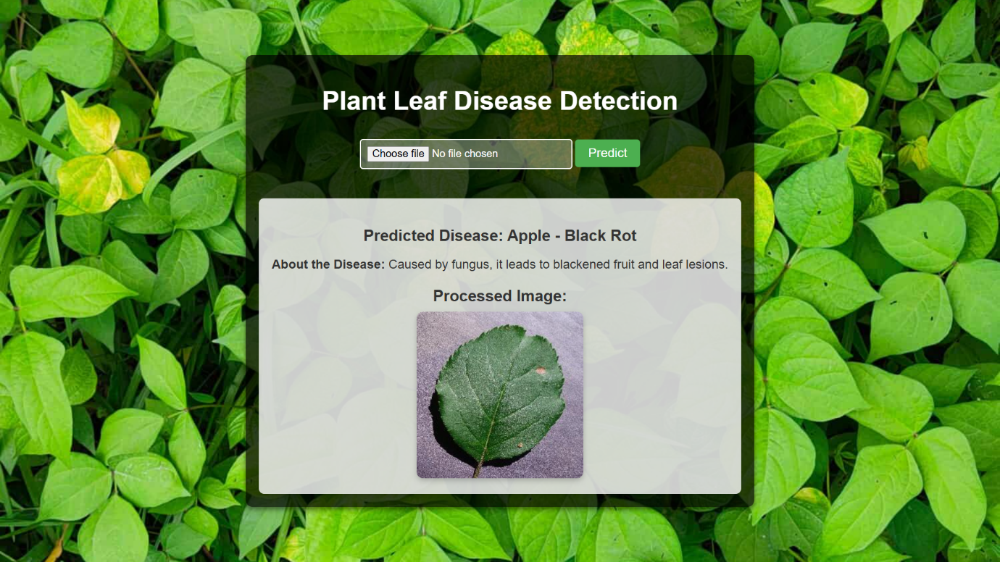 Plant Leaf Disease Detection
Choose file No file chosen Predict
Predicted Disease: Apple - Black Rot
About the Disease: Caused by fungus, it leads to blackened fruit and leaf lesions.
Processed Image: